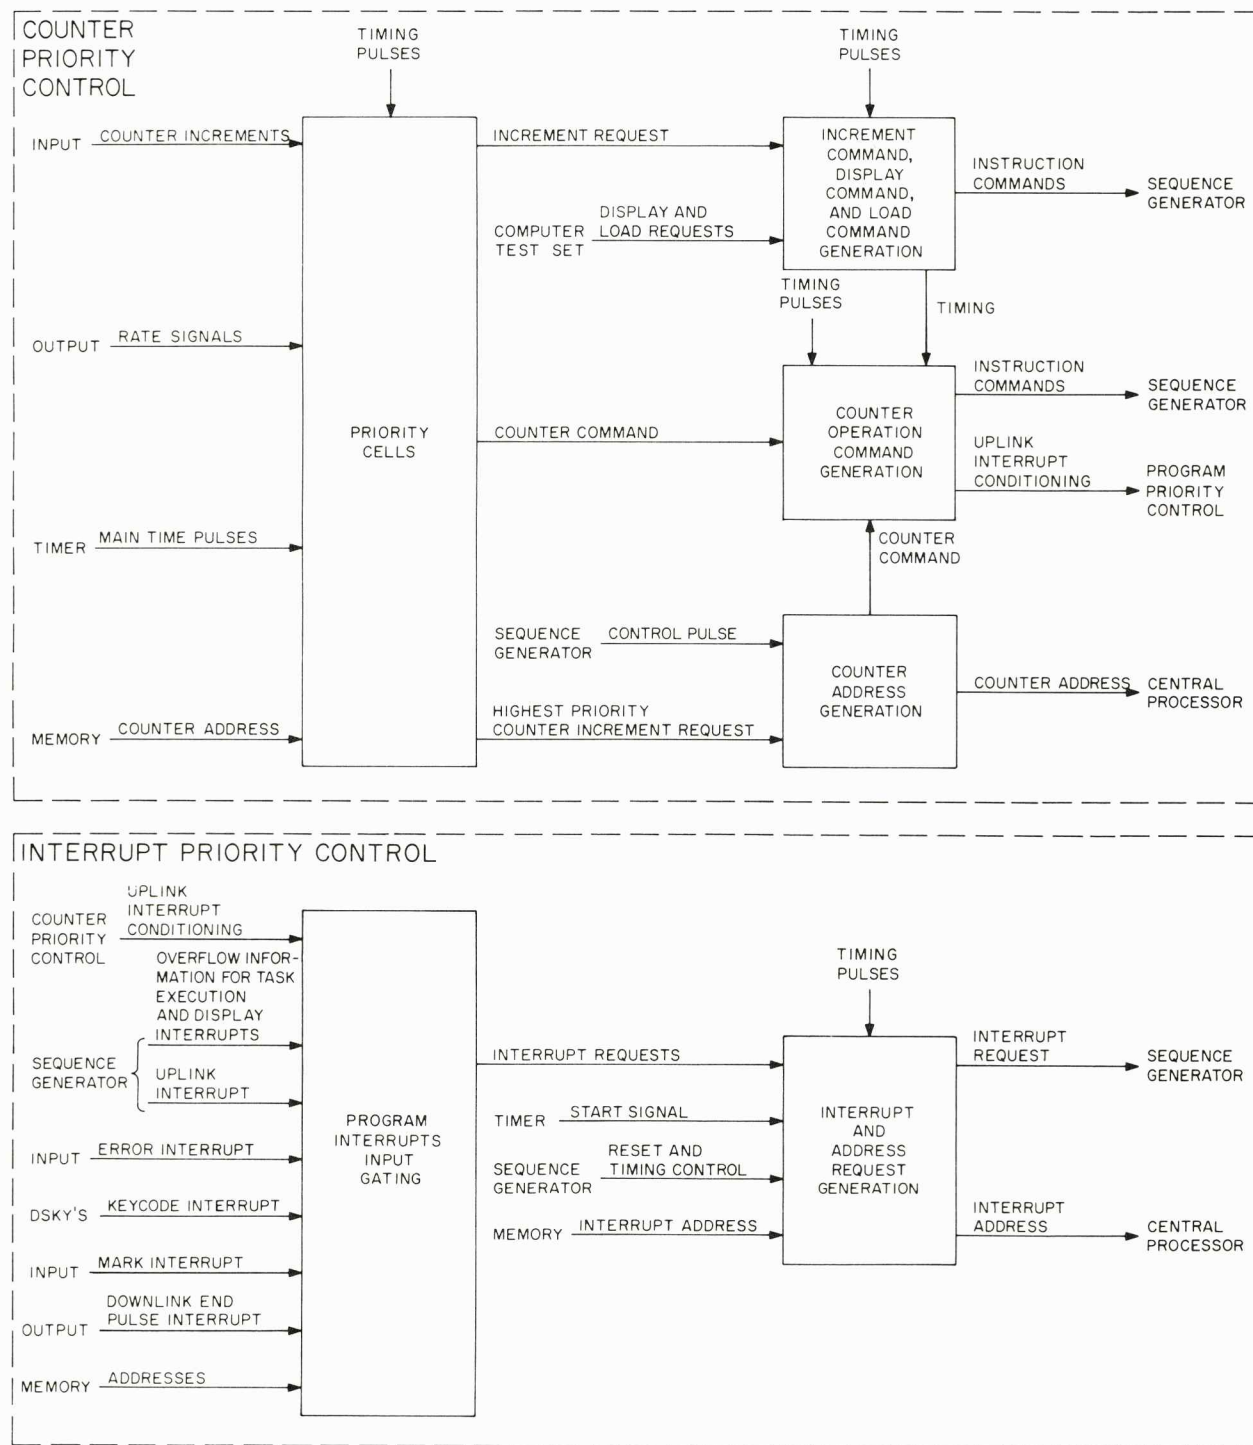 COUNTER
PRIORITY
CONTROL
TIMING
PULSES
TIMING
PULSES
INPUT
COUNTER INCREMENTS
INCREMENT REQUEST
INCREMENT
COMMAND,
DISPLAY
COMMAND,
AND LOAD
COMMAND
GENERATION
INSTRUCTION
COMMANDS
SEQUENCE
GENERATOR
COMPUTER
TEST SET
DISPLAY AND
LOAD REQUESTS
TIMING
PULSES
TIMING
OUTPUT
RATE SIGNALS
PRIORITY
CELLS
COUNTER COMMAND
COUNTER
OPERATION
COMMAND
GENERATION
INSTRUCTION
COMMANDS
SEQUENCE
GENERATOR
UPLINK
INTERRUPT
CONDITIONING
PROGRAM
PRIORITY
CONTROL
TIMER
MAIN TIME PULSES
COUNTER
COMMAND
SEQUENCE
GENERATOR
CONTROL PULSE
COUNTER
ADDRESS
GENERATION
COUNTER ADDRESS
CENTRAL
PROCESSOR
MEMORY
COUNTER ADDRESS
HIGHEST PRIORITY
COUNTER INCREMENT REQUEST
INTERRUPT PRIORITY CONTROL
COUNTER
PRIORITY
CONTROL
UPLINK
INTERRUPT
CONDITIONING
OVERFLOW INFOR-
MATION FOR TASK
EXECUTION
AND DISPLAY
INTERRUPTS
SEQUENCE
GENERATOR
UPLINK
INTERRUPT
INPUT
ERROR INTERRUPT
DSKY'S
KEYCODE INTERRUPT
INPUT
MARK INTERRUPT
OUTPUT
DOWNLINK END
PULSE INTERRUPT
MEMORY
ADDRESSES
PROGRAM
INTERRUPTS
INPUT
GATING
INTERRUPT REQUESTS
TIMER
START SIGNAL
SEQUENCE
GENERATOR
RESET AND
TIMING CONTROL
MEMORY
INTERRUPT ADDRESS
TIMING
PULSES
INTERRUPT
AND
ADDRESS
REQUEST
GENERATION
INTERRUPT
REQUEST
SEQUENCE
GENERATOR
INTERRUPT
ADDRESS
CENTRAL
PROCESSOR